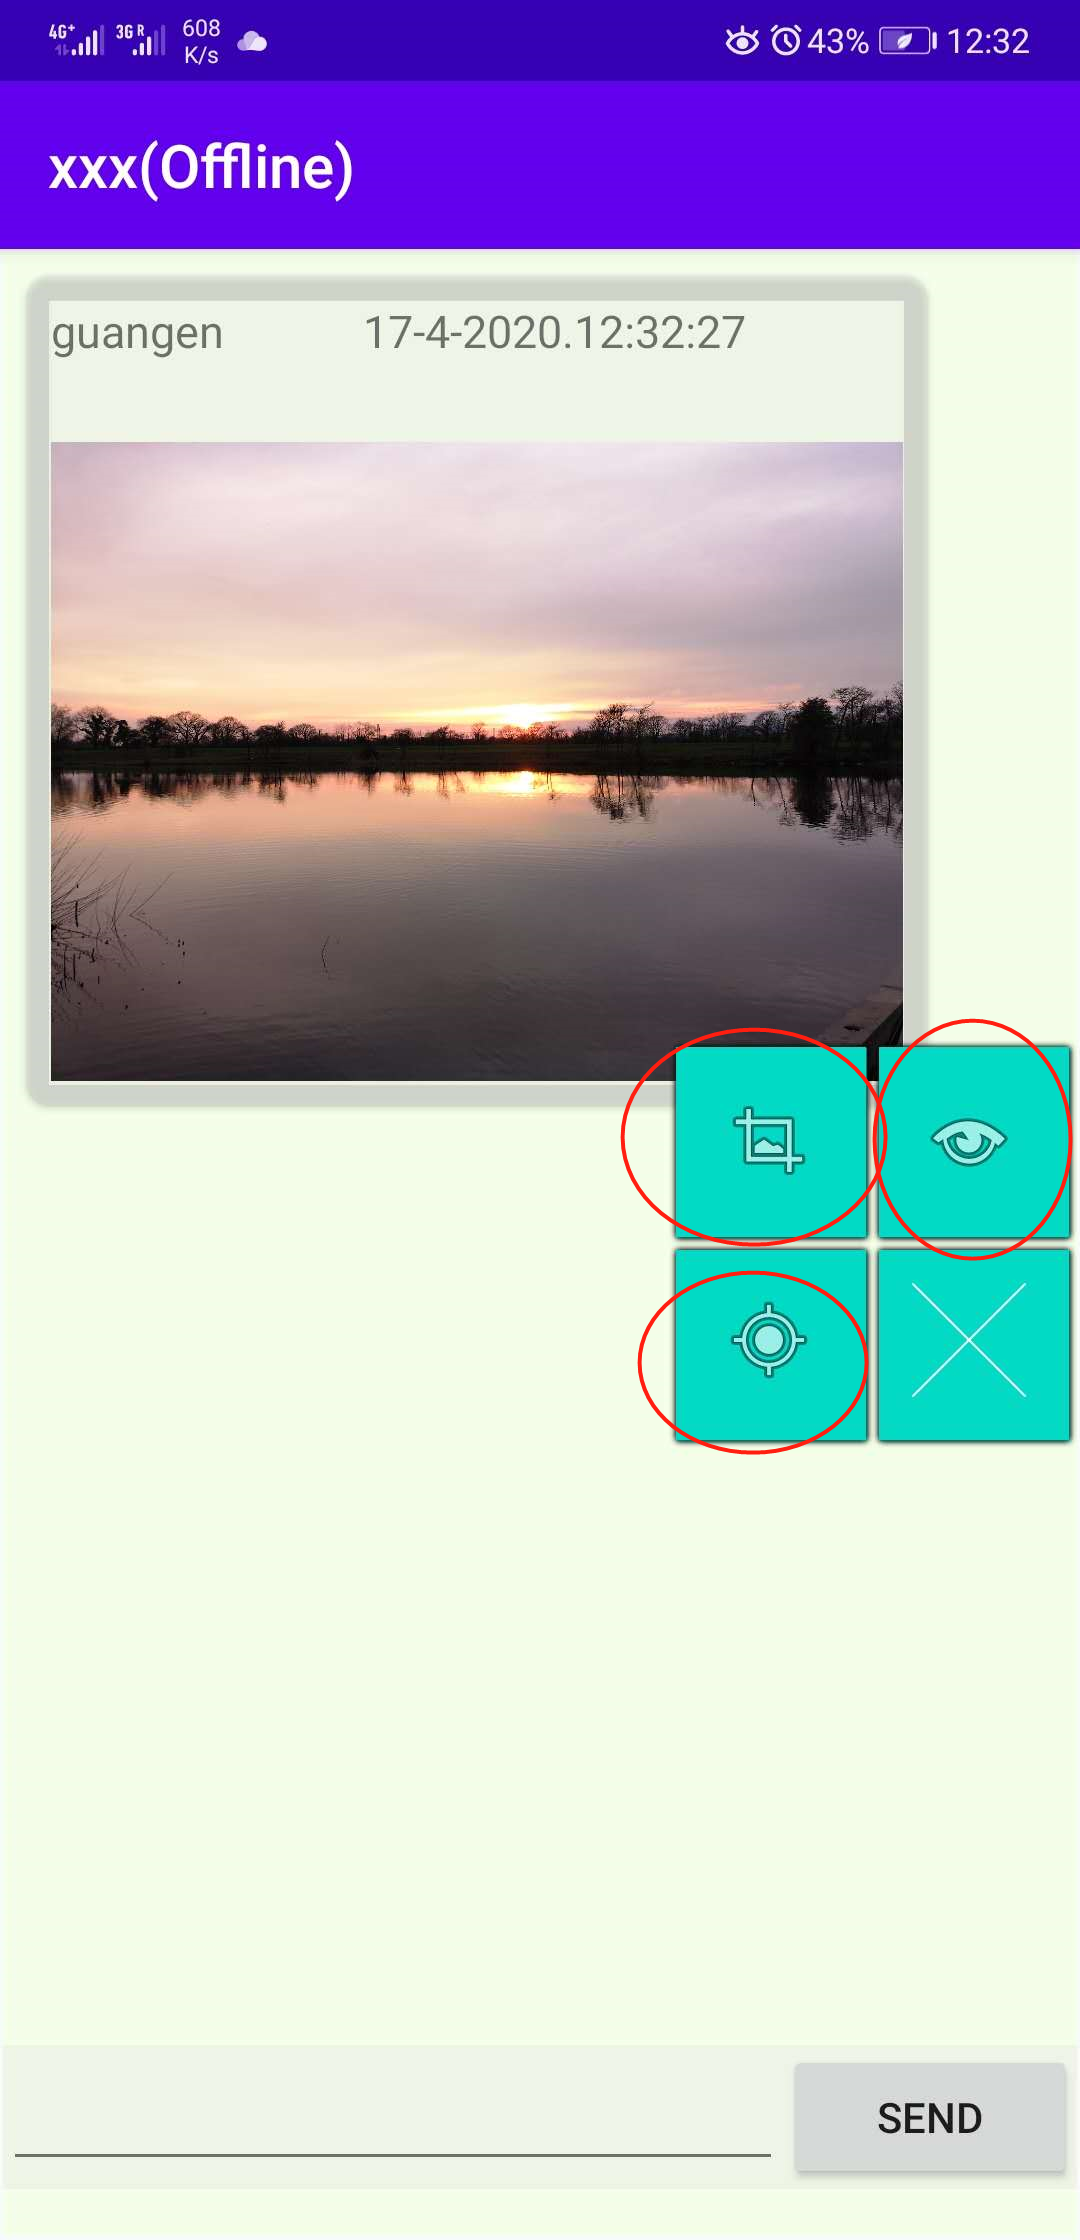 4G+ 3G R 608 K/s 43% 12:32
xxx(Offline)
guangen 17-4-2020.12:32:27
SEND